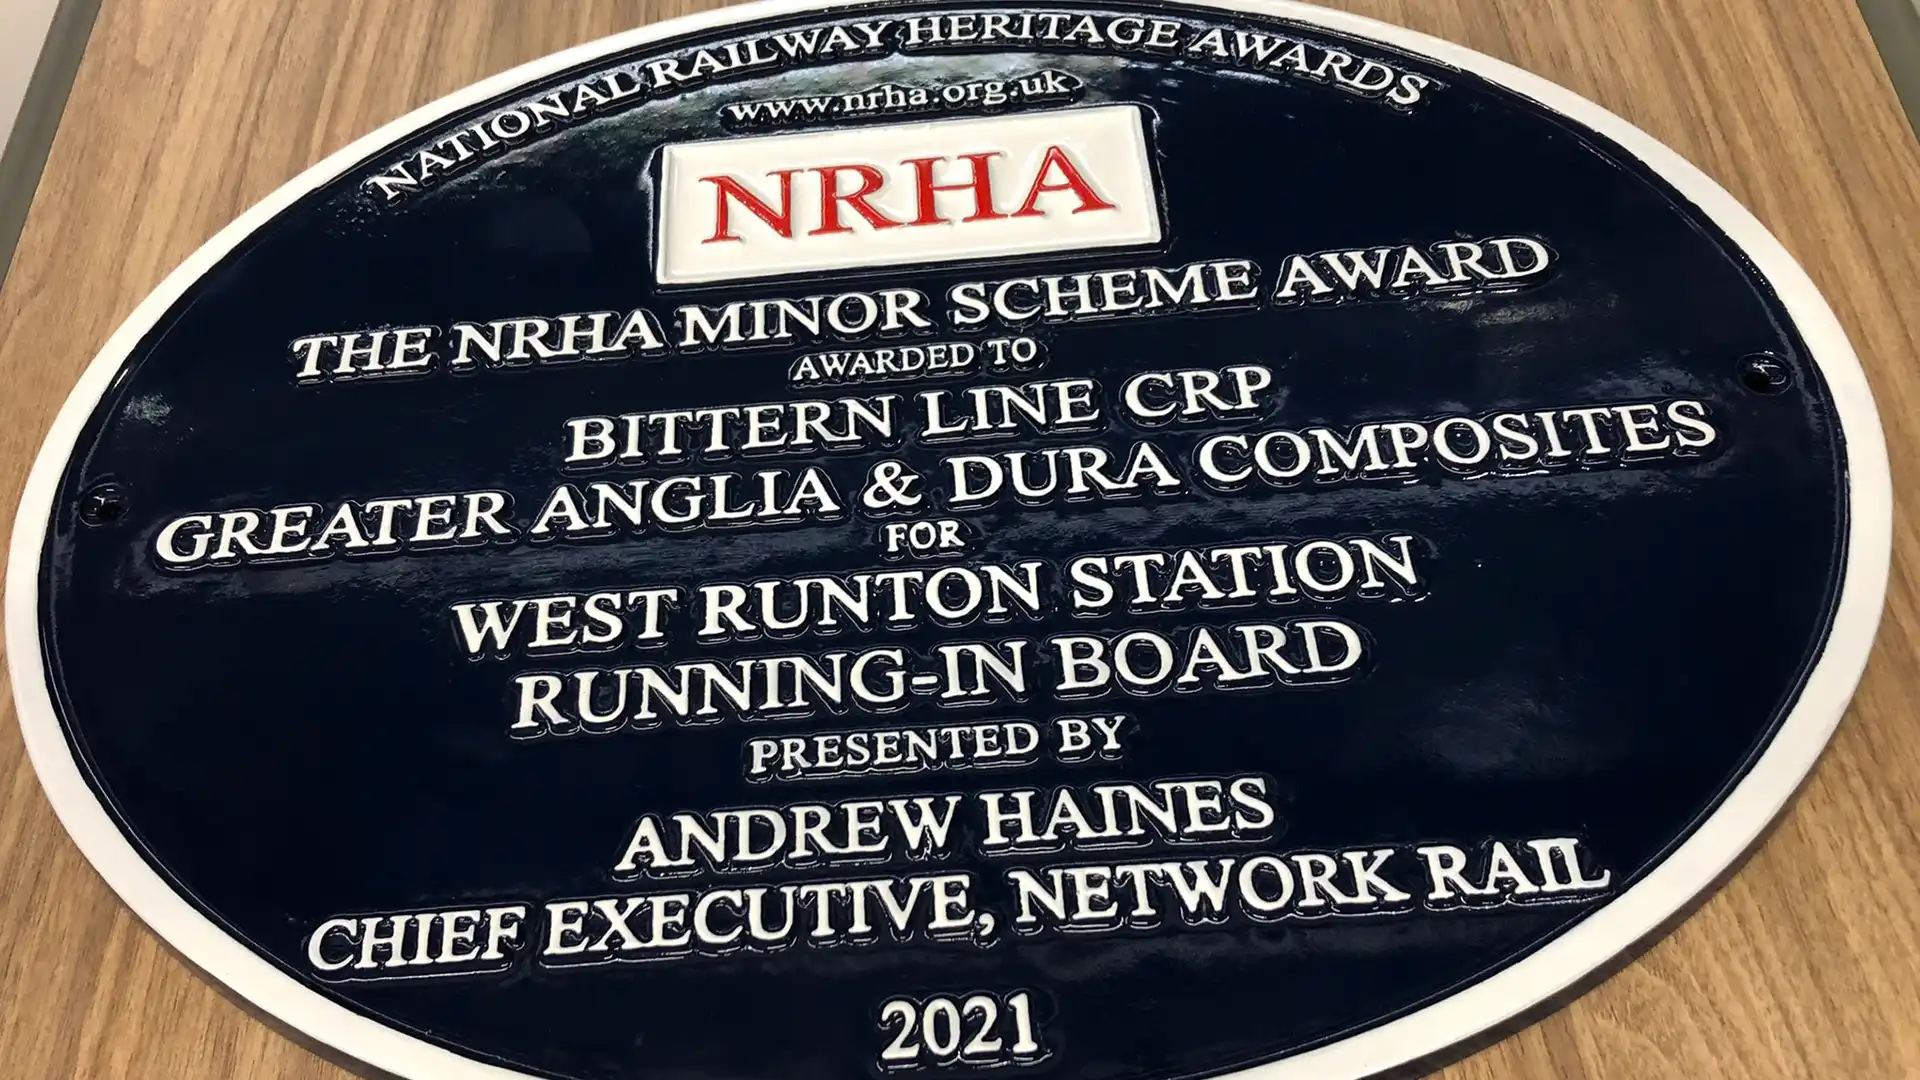 NATIONAL RAILWAY HERITAGE AWARDS
www.nrha.org.uk
NRHA
THE NRHA MINOR SCHEME AWARD
AWARDED TO
BITTERN LINE CRP
GREATER ANGLIA & DURA COMPOSITES
FOR
WEST RUNTON STATION
RUNNING-IN BOARD
PRESENTED BY
ANDREW HAINES
CHIEF EXECUTIVE, NETWORK RAIL
2021